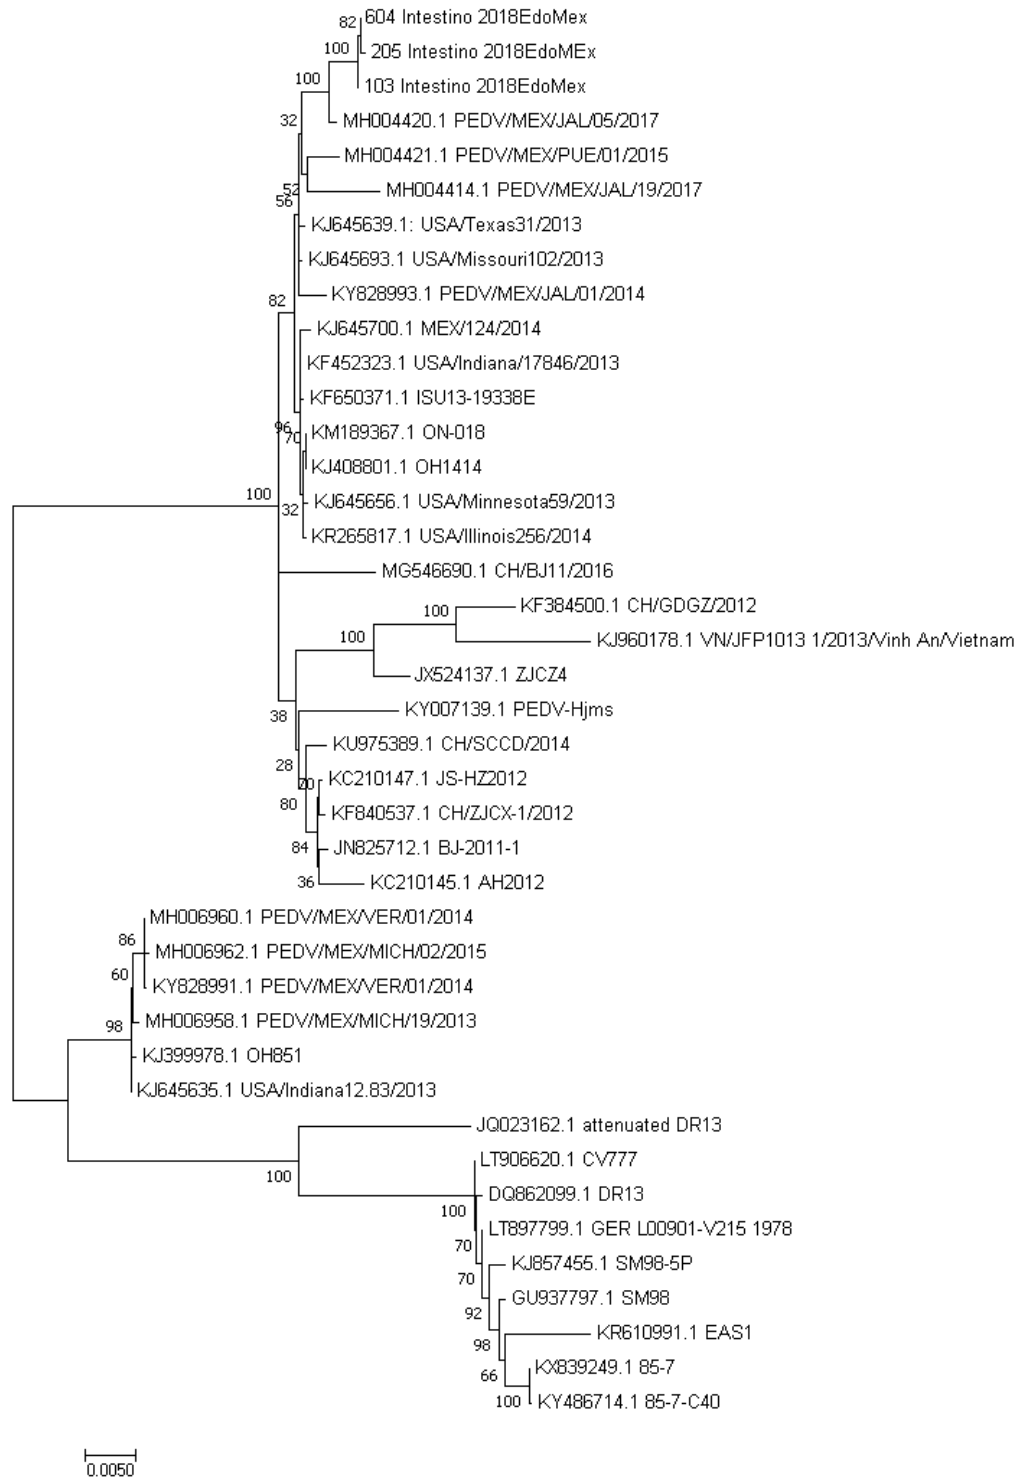 82
604 Intestino 2018EdoMex
100
205 Intestino 2018EdoMEx
100
103 Intestino 2018EdoMex
32
MH004420.1 PEDV/MEX/JAL/05/2017
MH004421.1 PEDV/MEX/PUE/01/2015
52
MH004414.1 PEDV/MEX/JAL/19/2017
56
KJ645639.1: USA/Texas31/2013
KJ645693.1 USA/Missouri102/2013
82
KY828993.1 PEDV/MEX/JAL/01/2014
KJ645700.1 MEX/124/2014
KF452323.1 USA/Indiana/17846/2013
KF650371.1 ISU13-19338E
96
70
KM189367.1 ON-018
KJ408801.1 OH1414
100
32
KJ645656.1 USA/Minnesota59/2013
KR265817.1 USA/Illinois256/2014
MG546690.1 CH/BJ11/2016
100
KF384500.1 CH/GDGZ/2012
100
KJ960178.1 VN/JFP1013 1/2013/Vinh An/Vietnam
JX524137.1 ZJCZ4
38
KY007139.1 PEDV-Hjms
KU975389.1 CH/SCCD/2014
28
70
KC210147.1 JS-HZ2012
80
KF840537.1 CH/ZJCX-1/2012
84
JN825712.1 BJ-2011-1
36
KC210145.1 AH2012
MH006960.1 PEDV/MEX/VER/01/2014
86
MH006962.1 PEDV/MEX/MICH/02/2015
60
KY828991.1 PEDV/MEX/VER/01/2014
98
MH006958.1 PEDV/MEX/MICH/19/2013
KJ399978.1 OH851
KJ645635.1 USA/Indiana12.83/2013
JQ023162.1 attenuated DR13
100
LT906620.1 CV777
DQ862099.1 DR13
100
LT897799.1 GER L00901-V215 1978
70
KJ857455.1 SM98-5P
70
GU937797.1 SM98
92
KR610991.1 EAS1
98
KX839249.1 85-7
66
KY486714.1 85-7-C40
100
0.0050